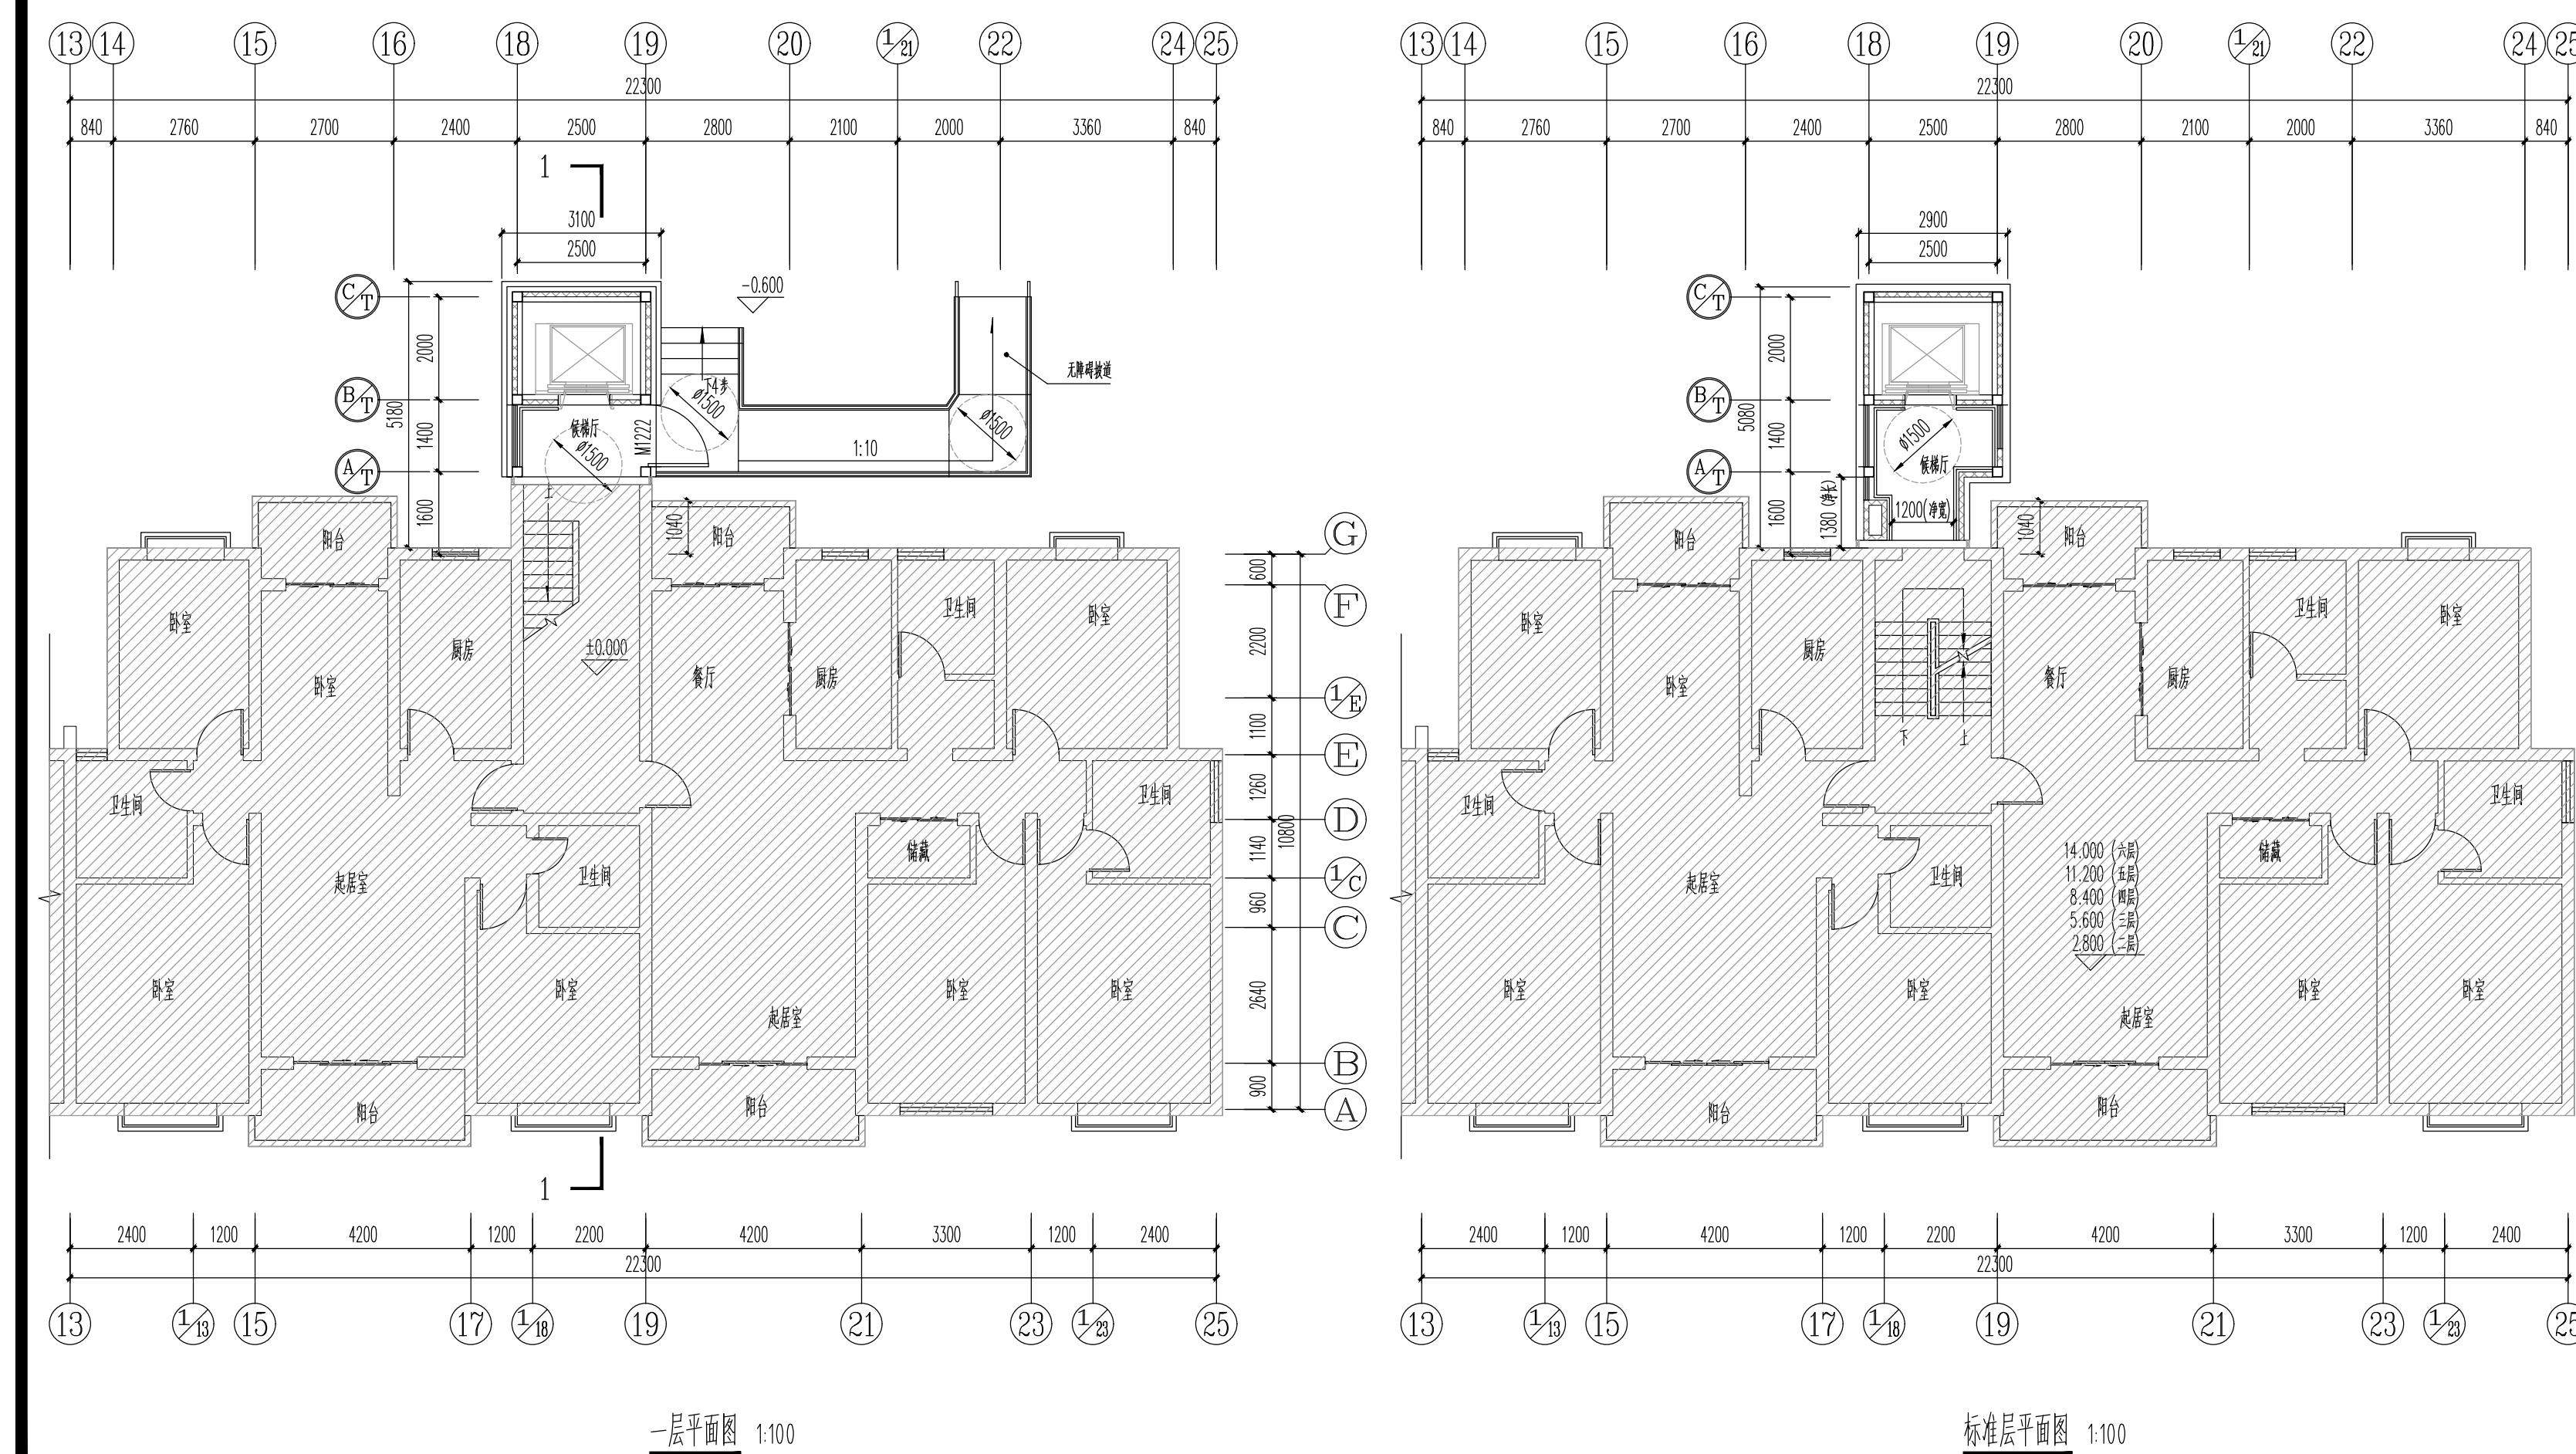 13 14 15 16 18 19 20 1/21 22 24 25
22300
840 2760 2700 2400 2500 2800 2100 2000 3360 840
1
3100
2500
C/T
B/T
A/T
5180
2000
1400
1600
-0.600
无障碍坡道
下4步
ø1500
ø1500
ø1500
候梯厅
M1222
1:10
上
1040
阳台
阳台
卧室
卧室
厨房
±0.000
餐厅
厨房
卫生间
卧室
卫生间
卫生间
起居室
卫生间
储藏
卧室
卧室
起居室
卧室
卧室
阳台
阳台
G
F
1/E
E
D
1/C
C
B
A
600
2200
1100
1260
1140
960
2640
900
10800
1
2400 1200 4200 1200 2200 4200 3300 1200 2400
22300
13 1/13 15 17 1/18 19 21 23 1/23 25
一层平面图 1:100
13 14 15 16 18 19 20 1/21 22 24 25
22300
840 2760 2700 2400 2500 2800 2100 2000 3360 840
2900
2500
C/T
B/T
A/T
5080
2000
1400
1600
1380 (净长)
ø1500
候梯厅
1200(净宽)
1040
阳台
阳台
卧室
卧室
厨房
餐厅
厨房
卫生间
卧室
下 上
卫生间
卫生间
起居室
卫生间
储藏
14.000 (六层)
11.200 (五层)
8.400 (四层)
5.600 (三层)
2.800 (二层)
卧室
卧室
起居室
卧室
卧室
阳台
阳台
2400 1200 4200 1200 2200 4200 3300 1200 2400
22300
13 1/13 15 17 1/18 19 21 23 1/23 25
标准层平面图 1:100